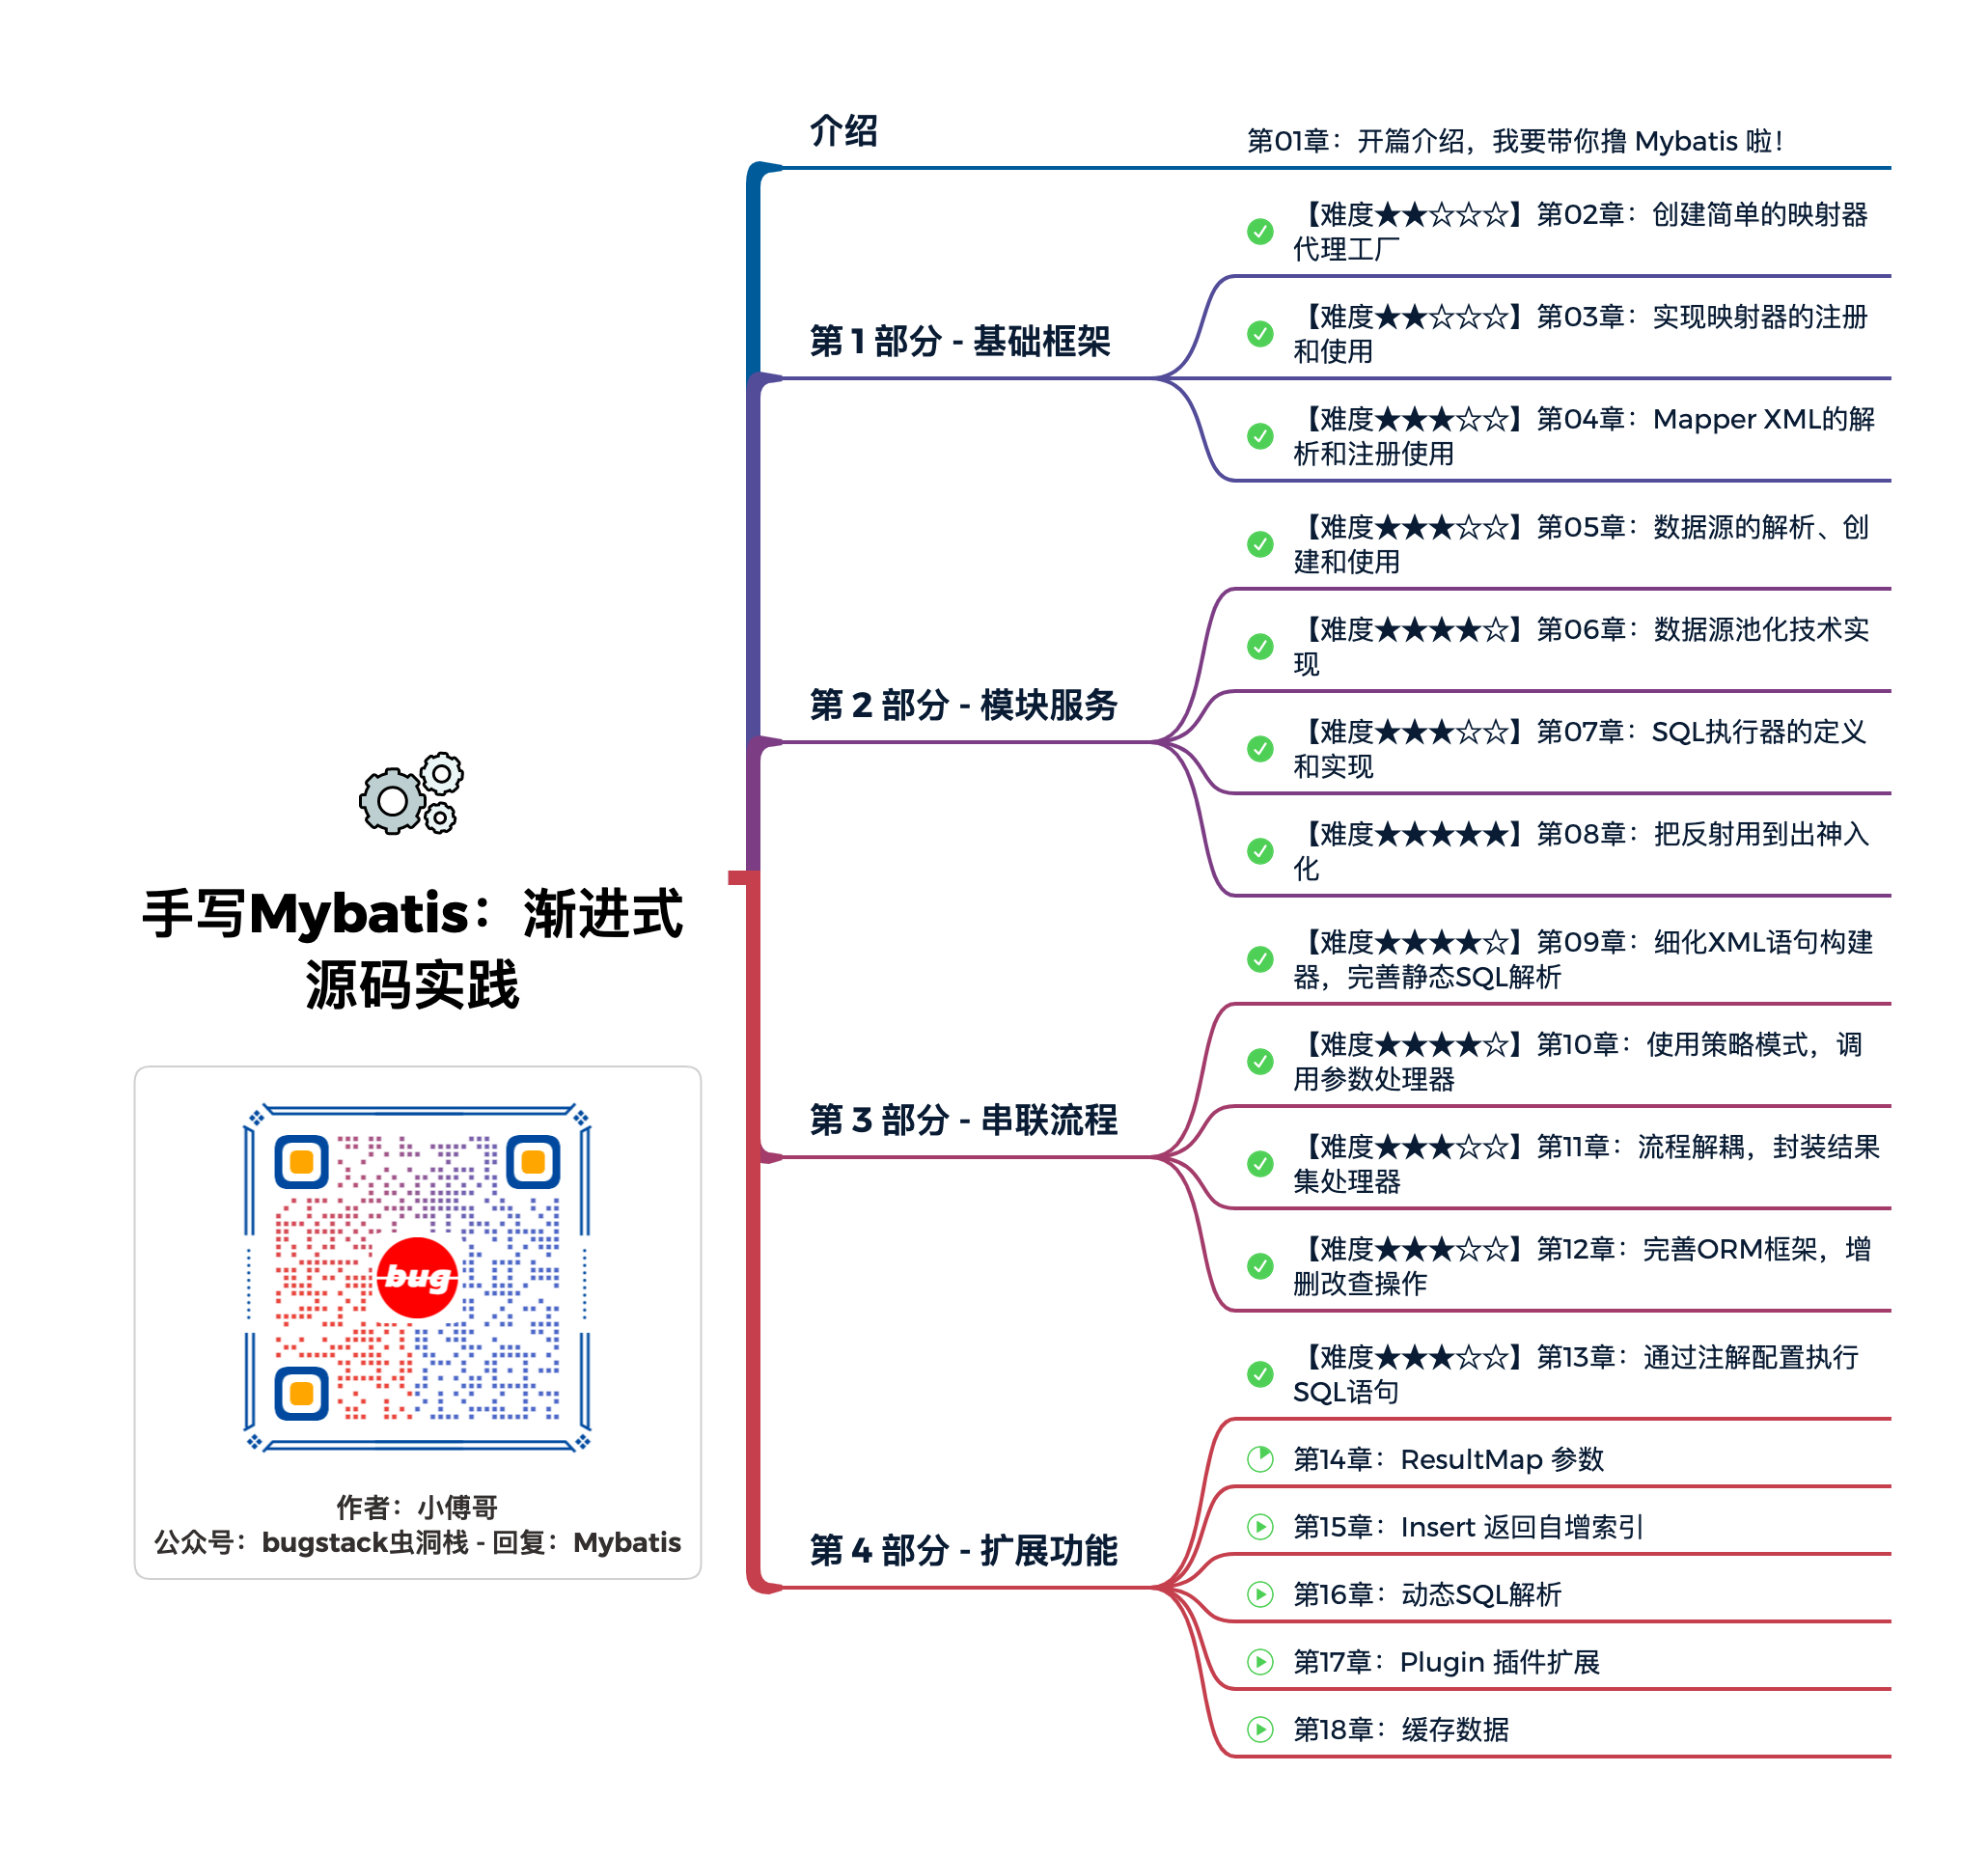 手写Mybatis：渐进式
源码实践
bug
作者：小傅哥
公众号：bugstack虫洞栈 - 回复：Mybatis
介绍
第01章：开篇介绍，我要带你撸 Mybatis 啦！
第 1 部分 - 基础框架
【难度★★☆☆☆】第02章：创建简单的映射器
代理工厂
【难度★★☆☆☆】第03章：实现映射器的注册
和使用
【难度★★★☆☆】第04章：Mapper XML的解
析和注册使用
第 2 部分 - 模块服务
【难度★★★☆☆】第05章：数据源的解析、创
建和使用
【难度★★★★☆】第06章：数据源池化技术实
现
【难度★★★☆☆】第07章：SQL执行器的定义
和实现
【难度★★★★★】第08章：把反射用到出神入
化
第 3 部分 - 串联流程
【难度★★★★☆】第09章：细化XML语句构建
器，完善静态SQL解析
【难度★★★★☆】第10章：使用策略模式，调
用参数处理器
【难度★★★☆☆】第11章：流程解耦，封装结果
集处理器
【难度★★★☆☆】第12章：完善ORM框架，增
删改查操作
第 4 部分 - 扩展功能
【难度★★★☆☆】第13章：通过注解配置执行
SQL语句
第14章：ResultMap 参数
第15章：Insert 返回自增索引
第16章：动态SQL解析
第17章：Plugin 插件扩展
第18章：缓存数据